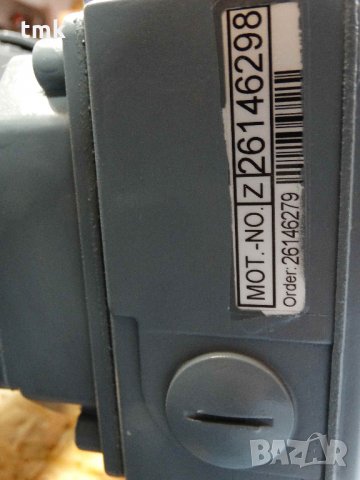 tmk
MOT.-NO. Z 26146298
Order: 26146279
BAZAR